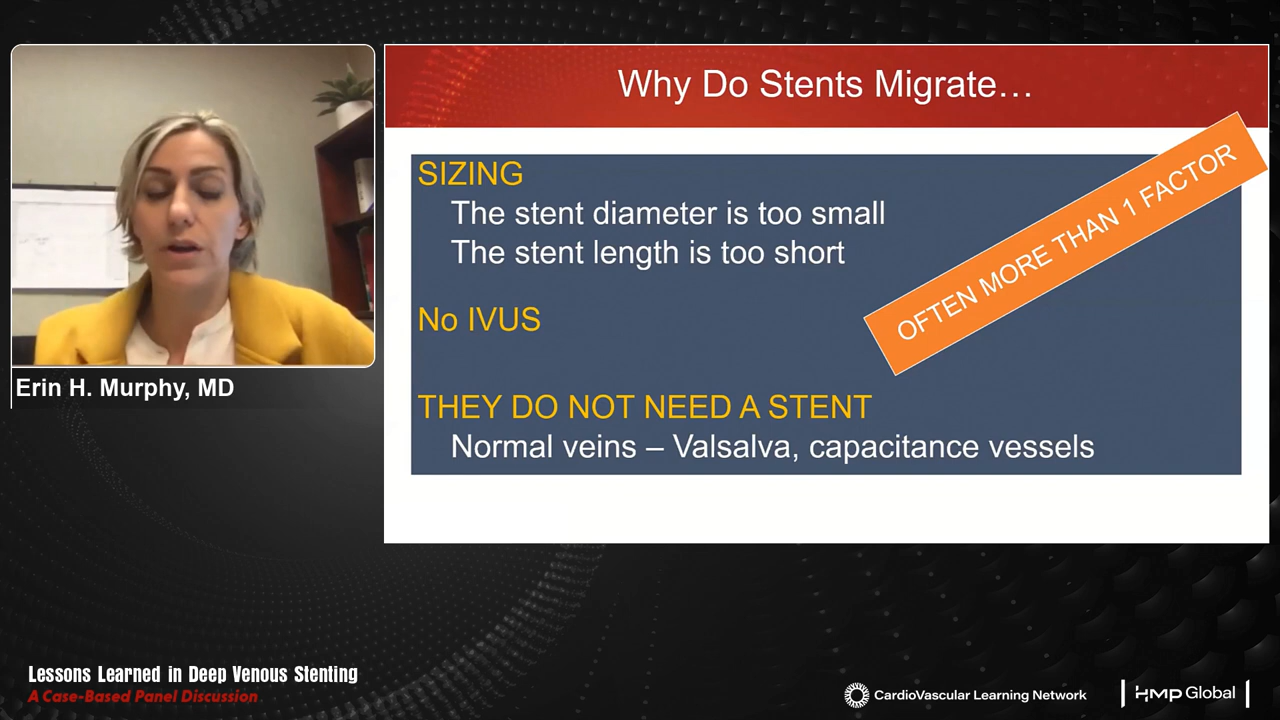 Why Do Stents Migrate…
SIZING
The stent diameter is too small
The stent length is too short
OFTEN MORE THAN 1 FACTOR
No IVUS
THEY DO NOT NEED A STENT
Normal veins – Valsalva, capacitance vessels
Erin H. Murphy, MD
Lessons Learned in Deep Venous Stenting
A Case-Based Panel Discussion
CardioVascular Learning Network
HMP Global